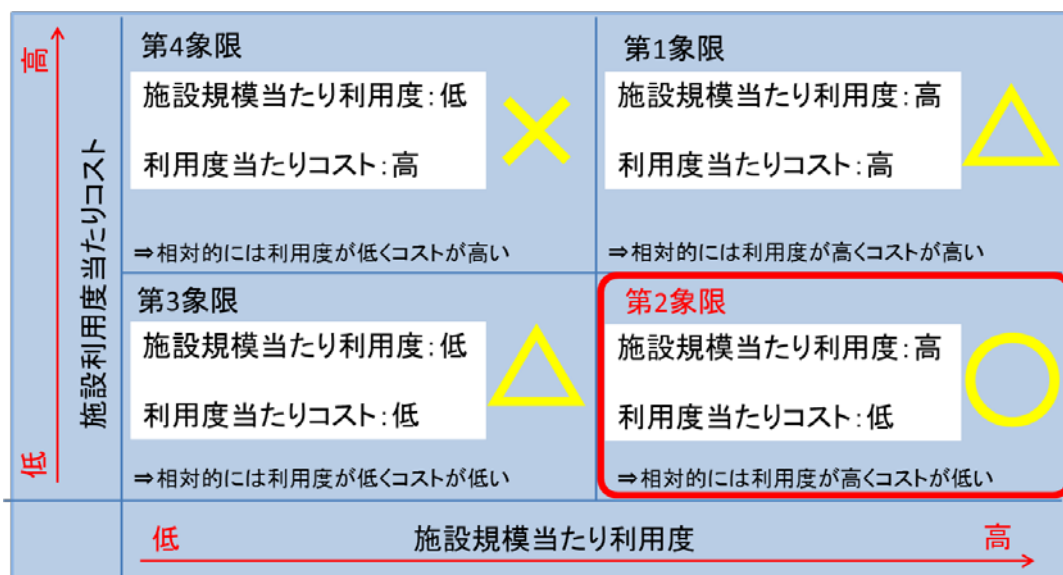 高
施設利用度当たりコスト
低
第4象限
施設規模当たり利用度:低
利用度当たりコスト:高
⇒相対的には利用度が低くコストが高い
第1象限
施設規模当たり利用度:高
利用度当たりコスト:高
⇒相対的には利用度が高くコストが高い
第3象限
施設規模当たり利用度:低
利用度当たりコスト:低
⇒相対的には利用度が低くコストが低い
第2象限
施設規模当たり利用度:高
利用度当たりコスト:低
⇒相対的には利用度が高くコストが低い
低
施設規模当たり利用度
高